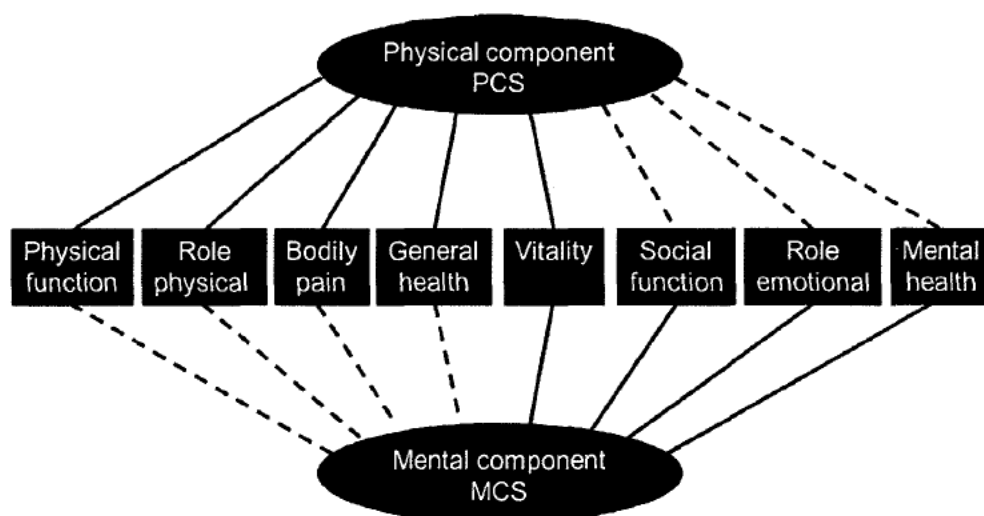 Physical component
PCS
Physical
function
Role
physical
Bodily
pain
General
health
Vitality
Social
function
Role
emotional
Mental
health
Mental component
MCS